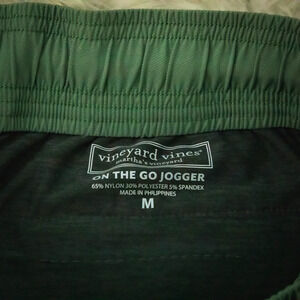 vineyard vines®
martha's vineyard
ON THE GO JOGGER
65% NYLON 30% POLYESTER 5% SPANDEX
MADE IN PHILIPPINES
M